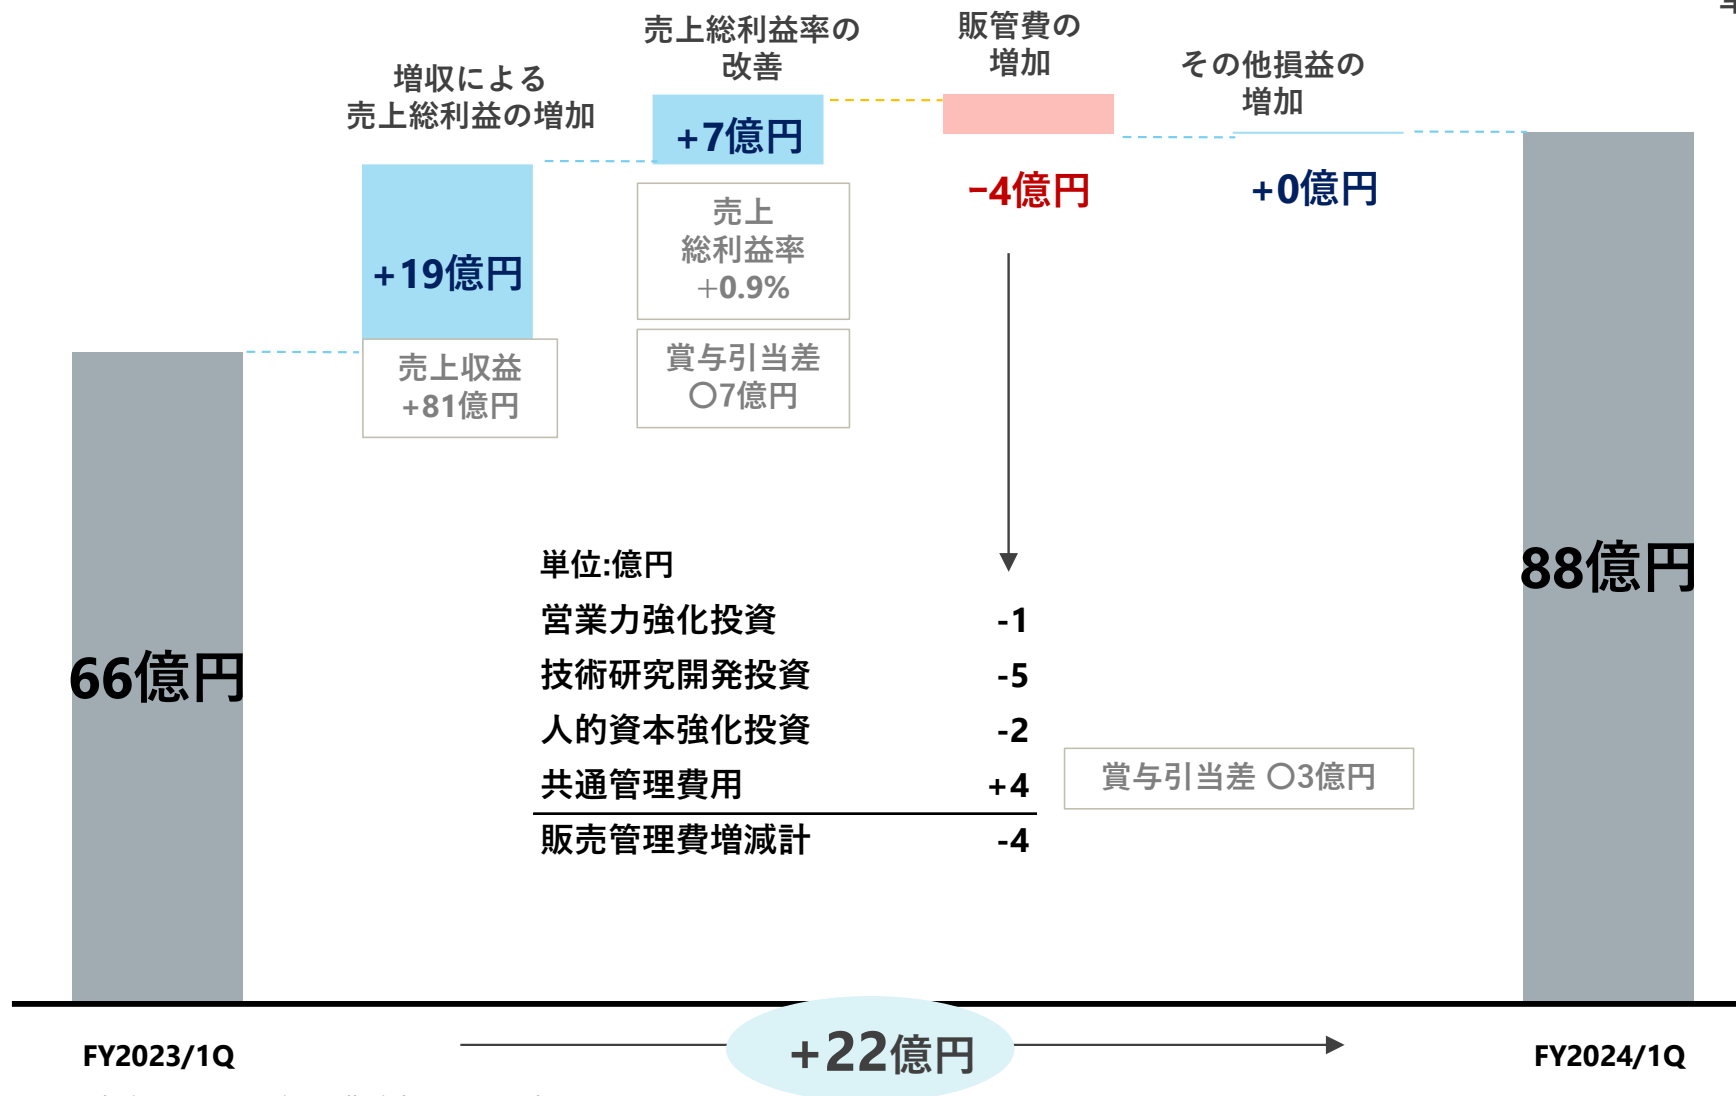 増収による
売上総利益の増加
+19億円
売上収益
+81億円
売上総利益率の
改善
+7億円
売上
総利益率
+0.9%
賞与引当差
〇7億円
販管費の
増加
-4億円
その他損益の
増加
+0億円
66億円
88億円
単位:億円
営業力強化投資 -1
技術研究開発投資 -5
人的資本強化投資 -2
共通管理費用 +4
賞与引当差 〇3億円
販売管理費増減計 -4
FY2023/1Q
+22億円
FY2024/1Q